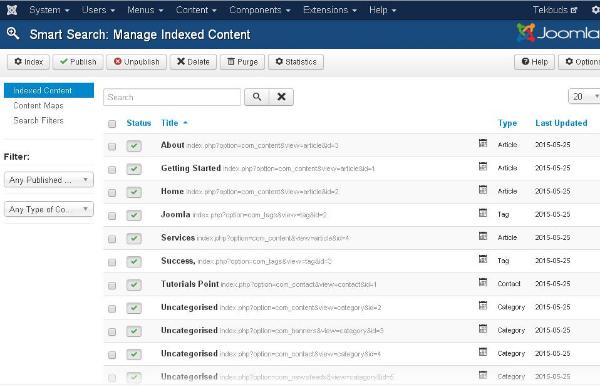 System Users Menus Content Components Extensions Help Tekbuds
Smart Search: Manage Indexed Content Joomla
Index Publish Unpublish Delete Purge Statistics Help Option
Indexed Content
Content Maps
Search Filters
Filter:
Any Published ...
Any Type of Co...
Search 20
Status Title Type Last Updated
About index.php?option=com_content&view=article&id=3 Article 2015-05-25
Getting Started index.php?option=com_content&view=article&id=1 Article 2015-05-25
Home index.php?option=com_content&view=article&id=2 Article 2015-05-25
Joomla index.php?option=com_tags&view=tag&id=2 Tag 2015-05-25
Services index.php?option=com_content&view=article&id=4 Article 2015-05-25
Success, index.php?option=com_tags&view=tag&id=3 Tag 2015-05-25
Tutorials Point index.php?option=com_contact&view=contact&id=1 Contact 2015-05-25
Uncategorised index.php?option=com_content&view=category&id=2 Category 2015-05-25
Uncategorised index.php?option=com_banners&view=category&id=3 Category 2015-05-25
Uncategorised index.php?option=com_contact&view=category&id=4 Category 2015-05-25
Uncategorised index.php?option=com_newsfeeds&view=category&id=5 Category 2015-05-25